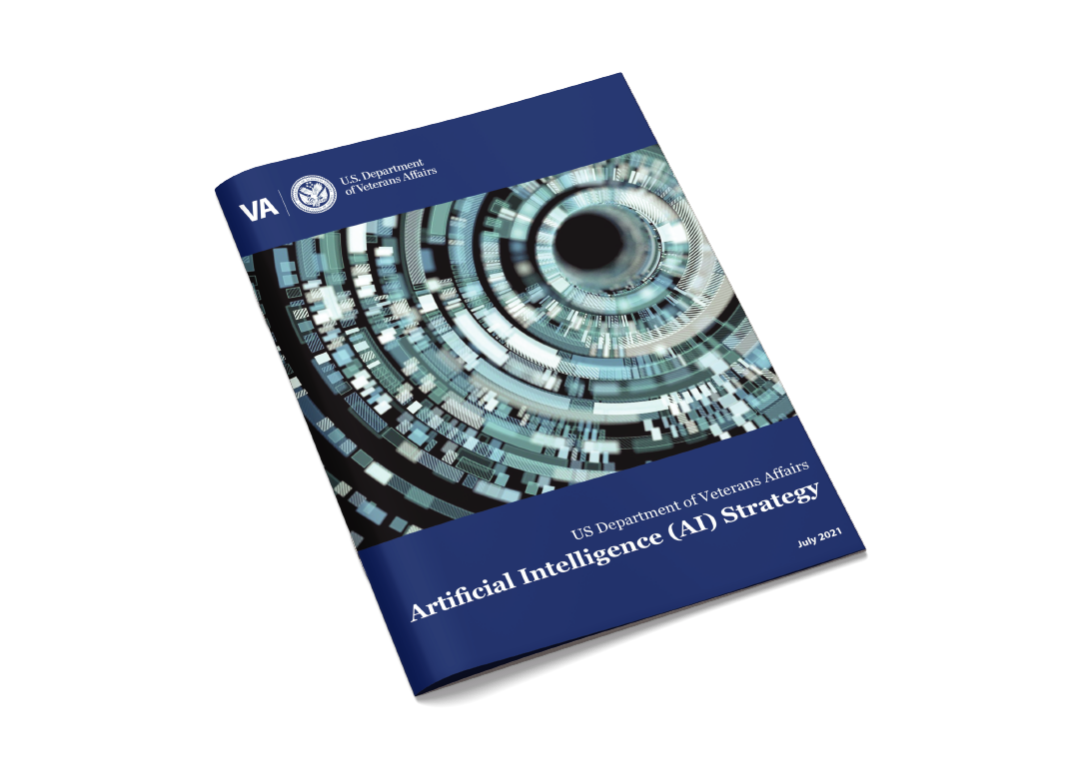 VA
U.S. Department
of Veterans Affairs
US Department of Veterans Affairs
Artificial Intelligence (AI) Strategy
July 2021